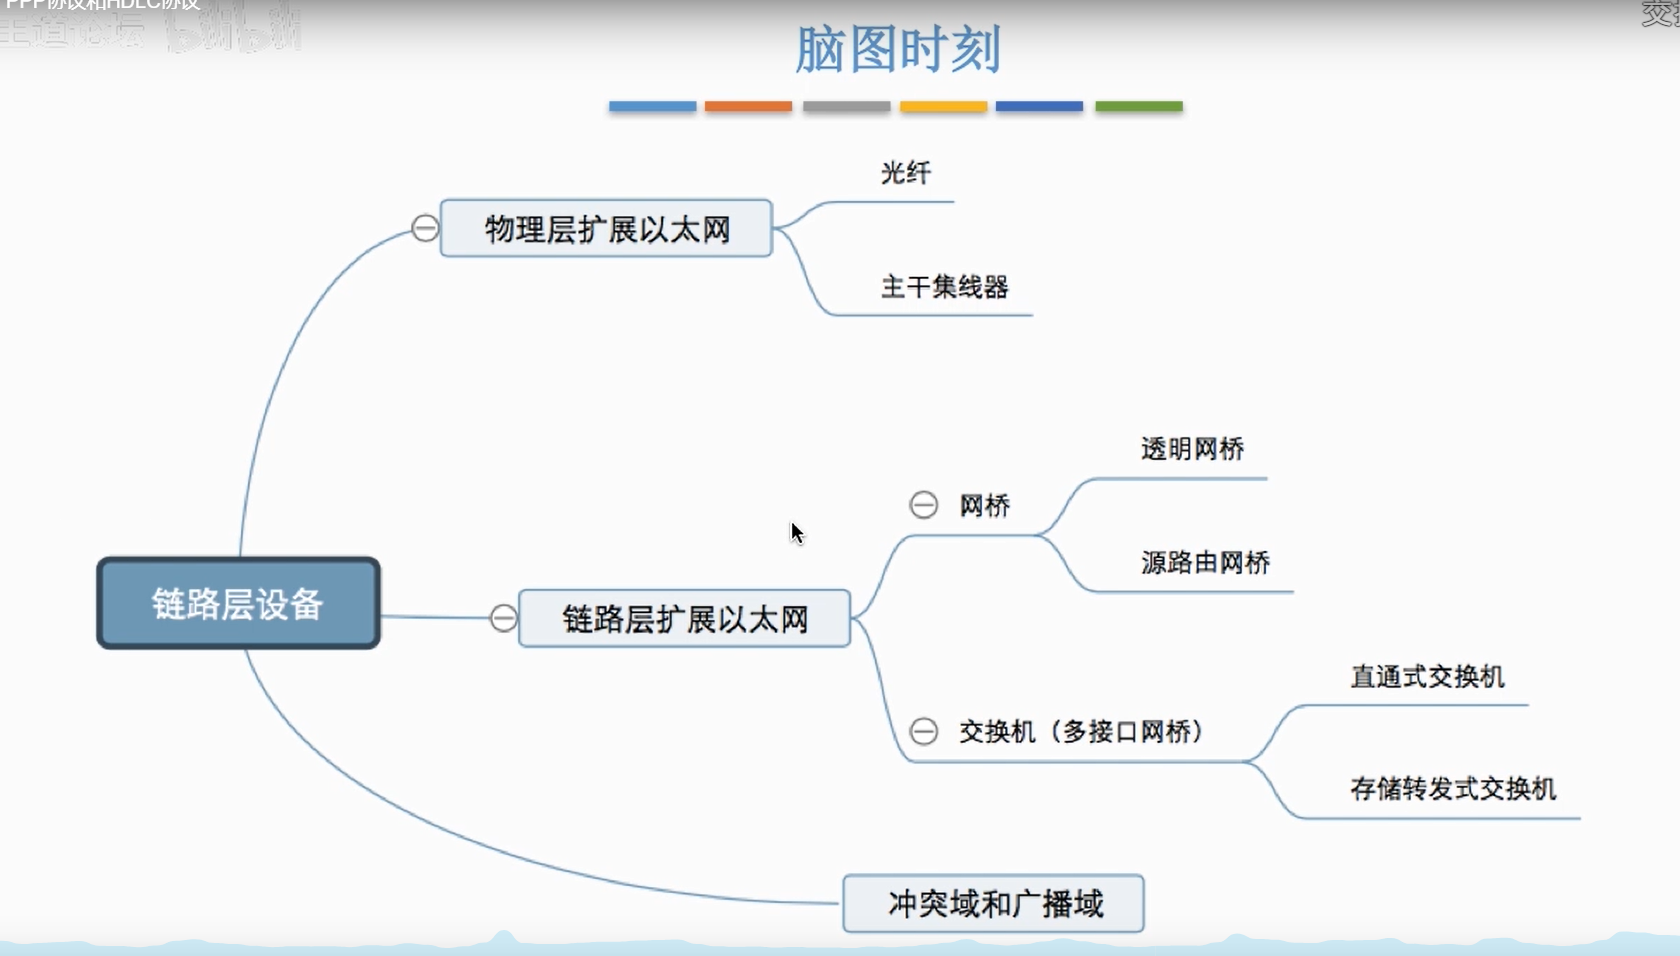 PPP协议和HDLC协议
王道论坛 bilibili
脑图时刻
光纤
物理层扩展以太网
主干集线器
透明网桥
网桥
源路由网桥
链路层设备
链路层扩展以太网
直通式交换机
交换机（多接口网桥）
存储转发式交换机
冲突域和广播域